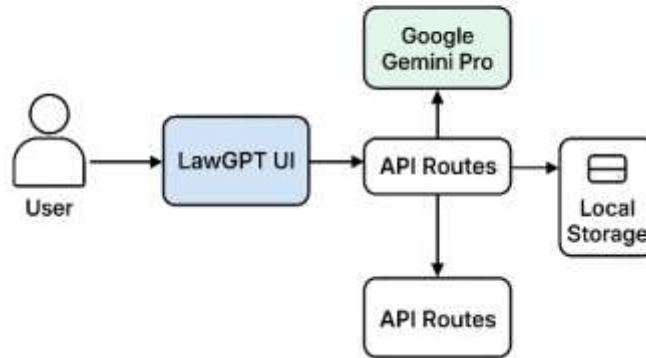 Google
Gemini Pro
User
LawGPT UI
API Routes
Local
Storage
API Routes